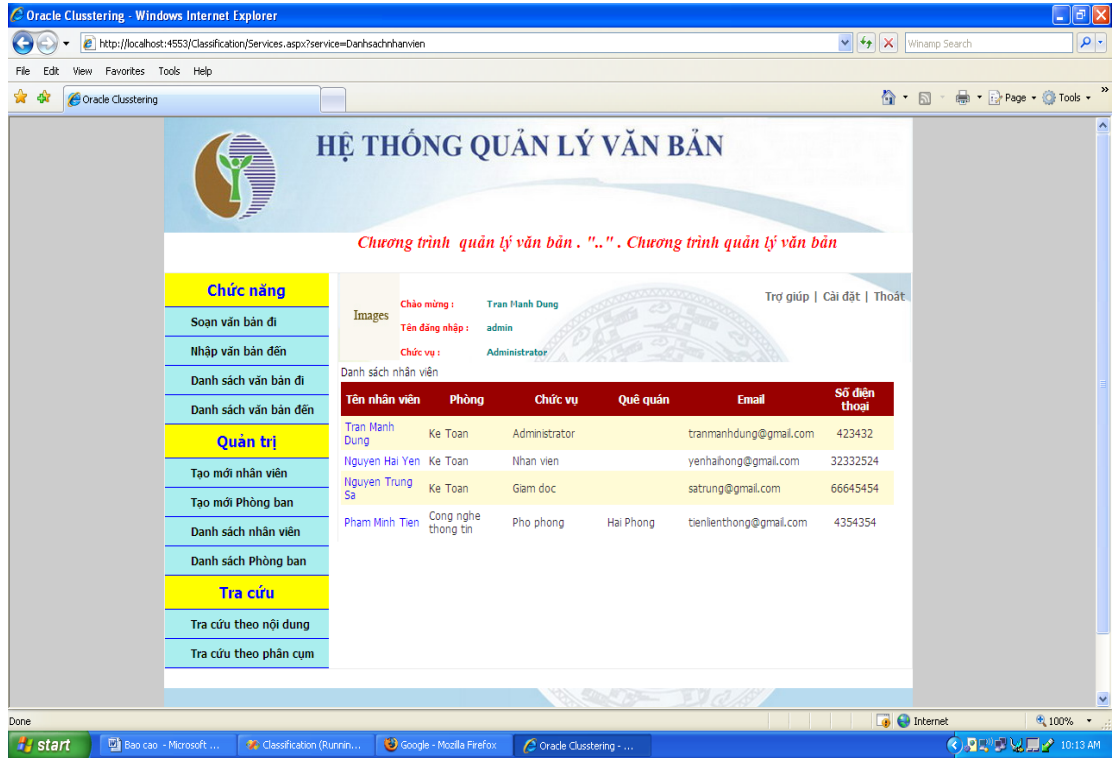 Oracle Clusstering - Windows Internet Explorer
http://localhost:4553/Classification/Services.aspx?service=Danhsachnhanvien
Winamp Search
File Edit View Favorites Tools Help
Oracle Clusstering
Page Tools
HỆ THỐNG QUẢN LÝ VĂN BẢN
Chương trình quản lý văn bản . ".." . Chương trình quản lý văn bản
Chức năng
Soạn văn bản đi
Nhập văn bản đến
Danh sách văn bản đi
Danh sách văn bản đến
Quản trị
Tạo mới nhân viên
Tạo mới Phòng ban
Danh sách nhân viên
Danh sách Phòng ban
Tra cứu
Tra cứu theo nội dung
Tra cứu theo phân cụm
Images
Chào mừng : Tran Manh Dung
Tên đăng nhập : admin
Chức vụ : Administrator
Trợ giúp | Cài đặt | Thoát
Danh sách nhân viên
Tên nhân viên Phòng Chức vụ Quê quán Email Số điện thoại
Tran Manh Dung Ke Toan Administrator tranmanhdung@gmail.com 423432
Nguyen Hai Yen Ke Toan Nhan vien yenhaihong@gmail.com 32332524
Nguyen Trung Sa Ke Toan Giam doc satrung@gmail.com 66645454
Pham Minh Tien Cong nghe thong tin Pho phong Hai Phong tienlienthong@gmail.com 4354354
Done
Internet
100%
start
Bao cao - Microsoft ...
Classification (Runnin...
Google - Mozilla Firefox
Oracle Clusstering - ...
10:13 AM